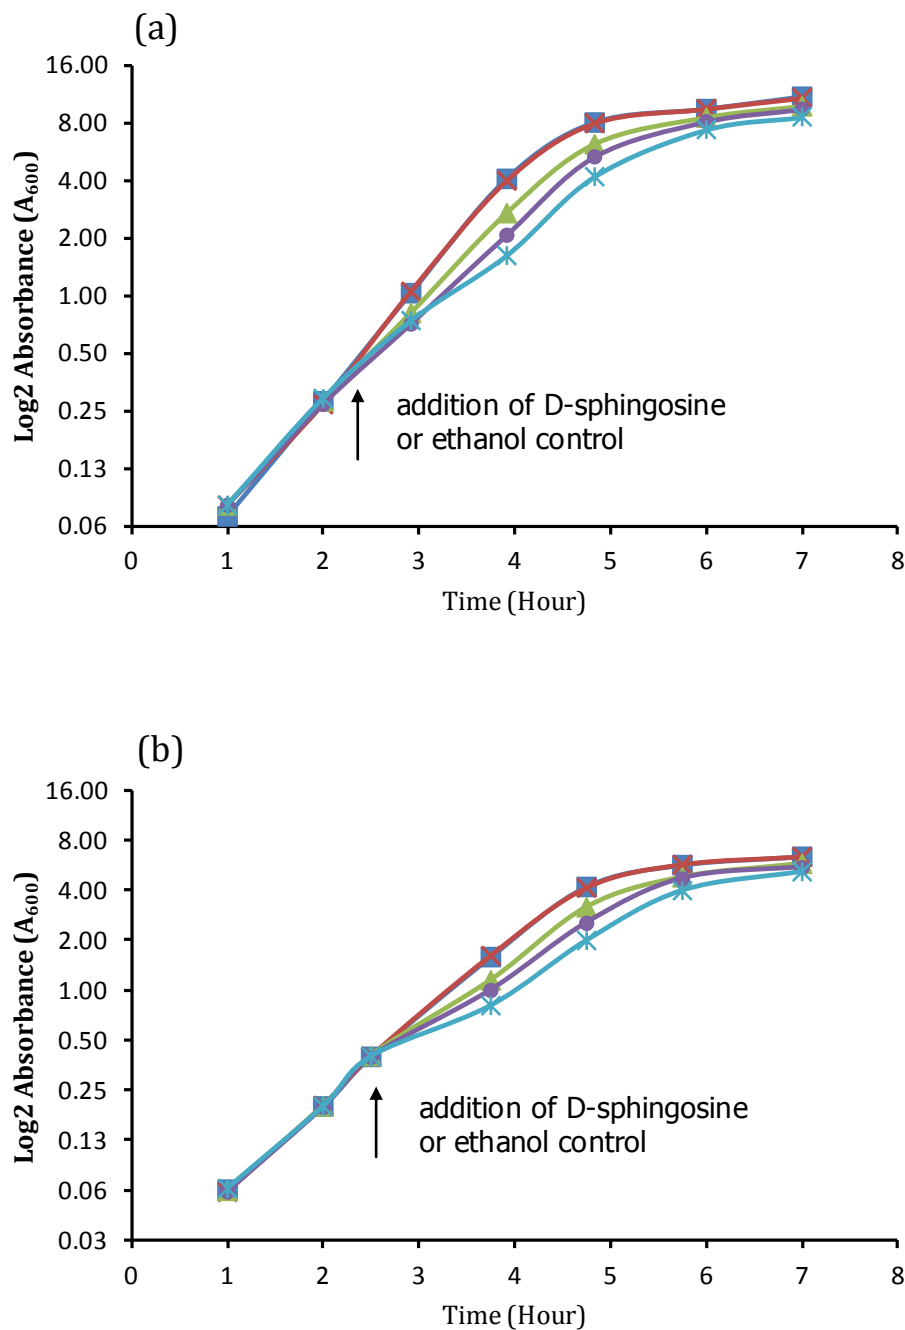 (a)
16.00
8.00
4.00
2.00
1.00
0.50
0.25
0.13
0.06
Log2 Absorbance (A₆₀₀)
addition of D-sphingosine
or ethanol control
0 1 2 3 4 5 6 7 8
Time (Hour)
(b)
16.00
8.00
4.00
2.00
1.00
0.50
0.25
0.13
0.06
0.03
Log2 Absorbance (A₆₀₀)
addition of D-sphingosine
or ethanol control
0 1 2 3 4 5 6 7 8
Time (Hour)